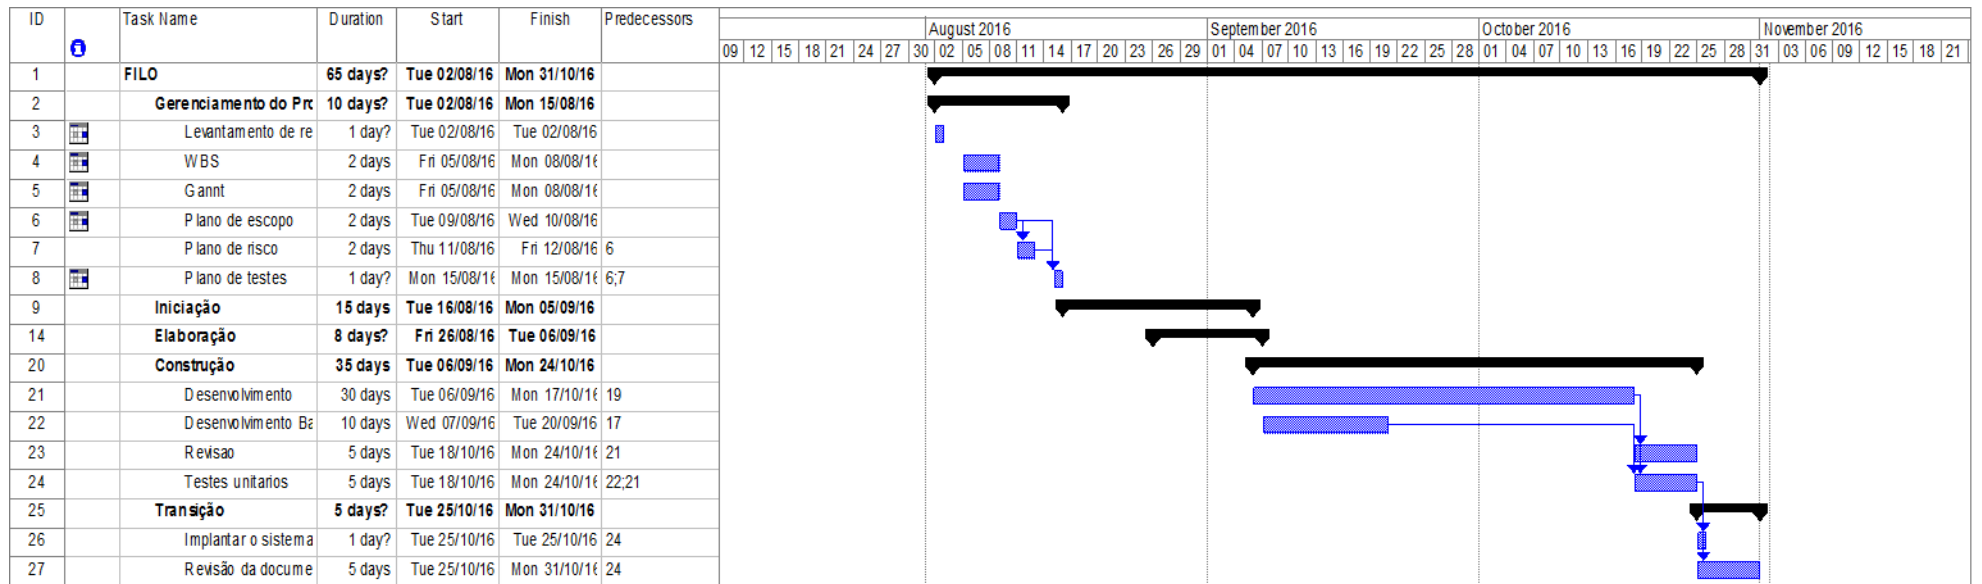 ID Task Name Duration Start Finish Predecessors
August 2016 September 2016 October 2016 November 2016
09 12 15 18 21 24 27 30 02 05 08 11 14 17 20 23 26 29 01 04 07 10 13 16 19 22 25 28 01 04 07 10 13 16 19 22 25 28 31 03 06 09 12 15 18 21
1 FILO 65 days? Tue 02/08/16 Mon 31/10/16
2 Gerenciamento do Prc 10 days? Tue 02/08/16 Mon 15/08/16
3 Levantamento de re 1 day? Tue 02/08/16 Tue 02/08/16
4 WBS 2 days Fri 05/08/16 Mon 08/08/16
5 Gannt 2 days Fri 05/08/16 Mon 08/08/16
6 Plano de escopo 2 days Tue 09/08/16 Wed 10/08/16
7 Plano de risco 2 days Thu 11/08/16 Fri 12/08/16 6
8 Plano de testes 1 day? Mon 15/08/16 Mon 15/08/16 6;7
9 Iniciação 15 days Tue 16/08/16 Mon 05/09/16
14 Elaboração 8 days? Fri 26/08/16 Tue 06/09/16
20 Construção 35 days Tue 06/09/16 Mon 24/10/16
21 Desenvolvimento 30 days Tue 06/09/16 Mon 17/10/16 19
22 Desenvolvimento Ba 10 days Wed 07/09/16 Tue 20/09/16 17
23 Revisao 5 days Tue 18/10/16 Mon 24/10/16 21
24 Testes unitarios 5 days Tue 18/10/16 Mon 24/10/16 22;21
25 Transição 5 days? Tue 25/10/16 Mon 31/10/16
26 Implantar o sistema 1 day? Tue 25/10/16 Tue 25/10/16 24
27 Revisão da docume 5 days Tue 25/10/16 Mon 31/10/16 24